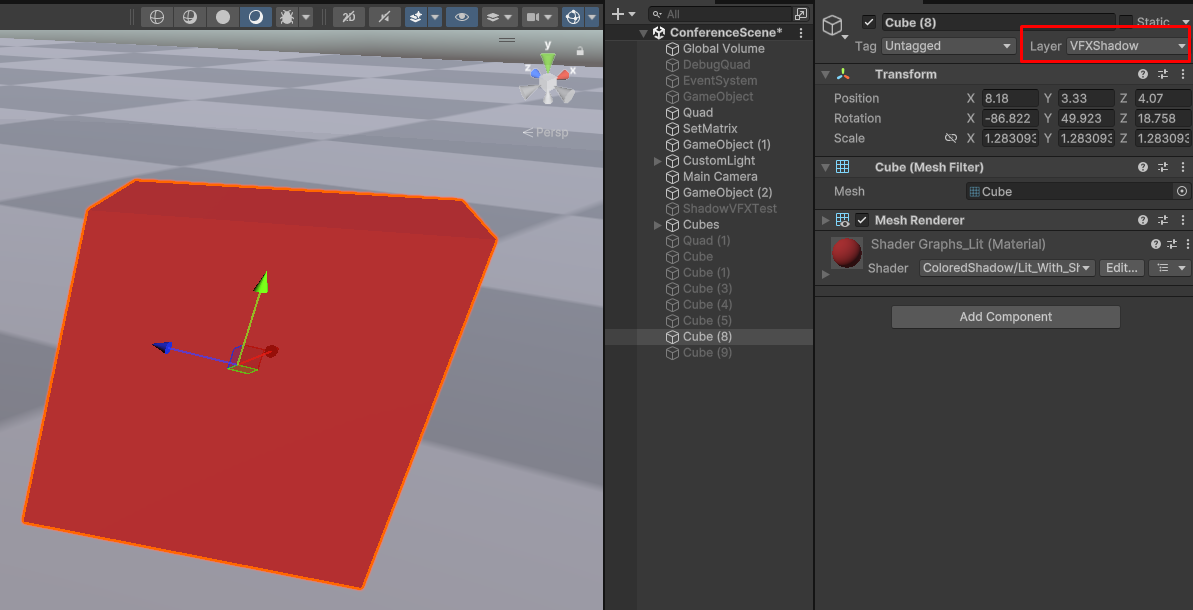 2D
All
y
z
x
Persp
ConferenceScene*
Global Volume
DebugQuad
EventSystem
GameObject
Quad
SetMatrix
GameObject (1)
CustomLight
Main Camera
GameObject (2)
ShadowVFXTest
Cubes
Quad (1)
Cube
Cube (1)
Cube (3)
Cube (4)
Cube (5)
Cube (8)
Cube (9)
Cube (8) Static
Tag Untagged Layer VFXShadow
Transform
Position X 8.18 Y 3.33 Z 4.07
Rotation X -86.822 Y 49.923 Z 18.758
Scale X 1.283093 Y 1.283093 Z 1.283093
Cube (Mesh Filter)
Mesh Cube
Mesh Renderer
Shader Graphs_Lit (Material)
Shader ColoredShadow/Lit_With_Sh Edit...
Add Component